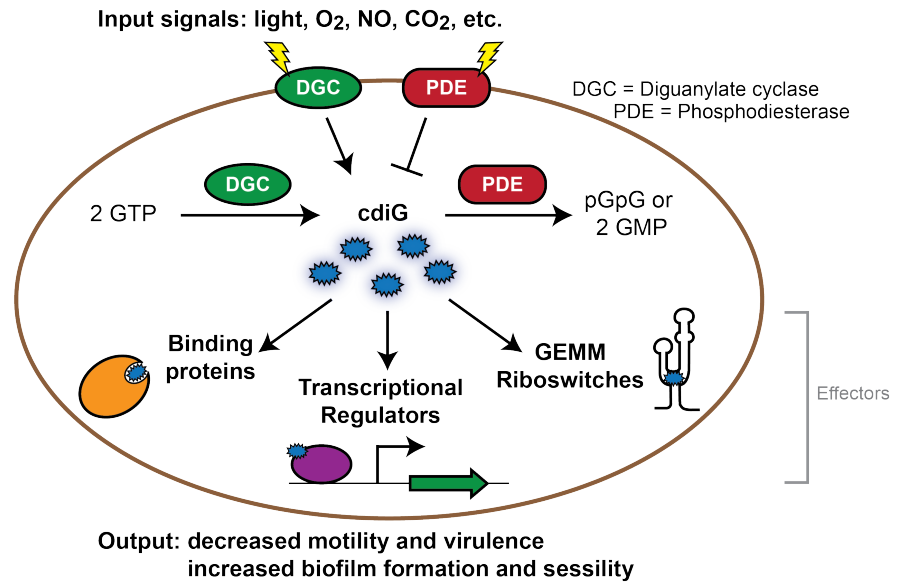 Input signals: light, O2, NO, CO2, etc.
DGC
PDE
DGC = Diguanylate cyclase
PDE = Phosphodiesterase
DGC
PDE
2 GTP
cdiG
pGpG or
2 GMP
Binding
proteins
Transcriptional
Regulators
GEMM
Riboswitches
Effectors
Output: decreased motility and virulence
increased biofilm formation and sessility